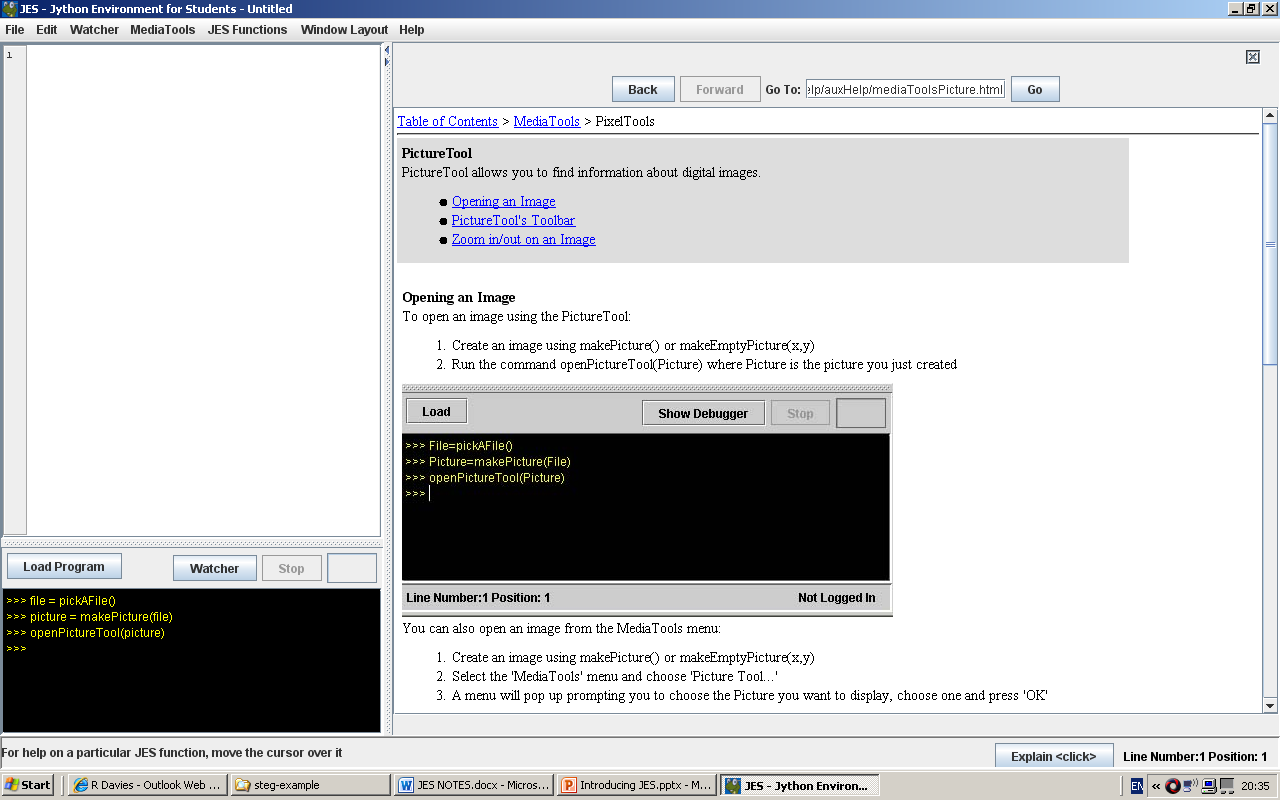 JES - Jython Environment for Students - Untitled
File Edit Watcher MediaTools JES Functions Window Layout Help
1
Back Forward Go To: elp/auxHelp/mediaToolsPicture.html Go
Table of Contents > MediaTools > PixelTools
PictureTool
PictureTool allows you to find information about digital images.
● Opening an Image
● PictureTool's Toolbar
● Zoom in/out on an Image
Opening an Image
To open an image using the PictureTool:
1. Create an image using makePicture() or makeEmptyPicture(x,y)
2. Run the command openPictureTool(Picture) where Picture is the picture you just created
Load Show Debugger Stop
>>> File=pickAFile()
>>> Picture=makePicture(File)
>>> openPictureTool(Picture)
>>>
Line Number:1 Position: 1 Not Logged In
You can also open an image from the MediaTools menu:
1. Create an image using makePicture() or makeEmptyPicture(x,y)
2. Select the 'MediaTools' menu and choose 'Picture Tool...'
3. A menu will pop up prompting you to choose the Picture you want to display, choose one and press 'OK'
Load Program Watcher Stop
>>> file = pickAFile()
>>> picture = makePicture(file)
>>> openPictureTool(picture)
>>>
For help on a particular JES function, move the cursor over it
Explain <click> Line Number:1 Position: 1
Start R Davies - Outlook Web ... steg-example JES NOTES.docx - Micros... Introducing JES.pptx - M... JES - Jython Environ... EN « 20:35